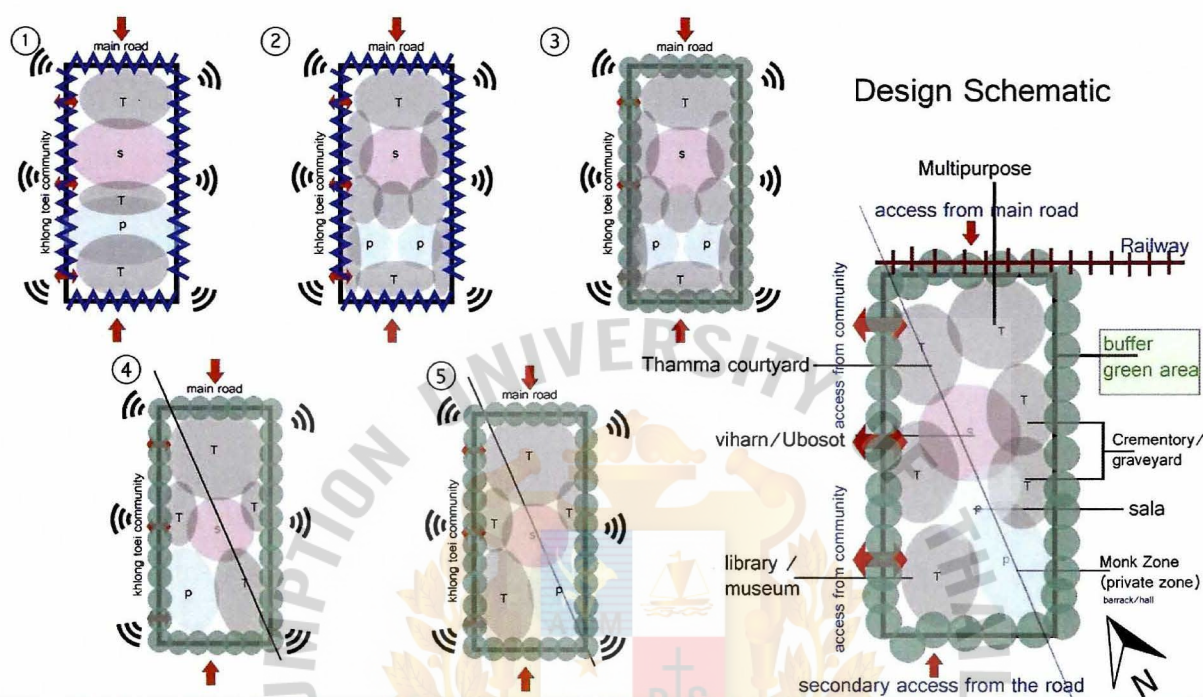 1
main road
T
S
T
P
T
khlong toei community
2
main road
T
S
P
P
T
khlong toei community
3
main road
T
S
P
P
T
khlong toei community
Design Schematic
4
main road
T
T
S
T
T
P
khlong toei community
5
main road
T
T
S
T
T
P
khlong toei community
Multipurpose
access from main road
Railway
T
T
buffer
green area
Thamma courtyard
access from community
viharn/Ubosot
S
T
T
T
Crementory/
graveyard
P
sala
P
Monk Zone
(private zone)
barrack/hall
library /
museum
T
access from community
secondary access from the road
N
UMPTION UNIVERSITY THAI